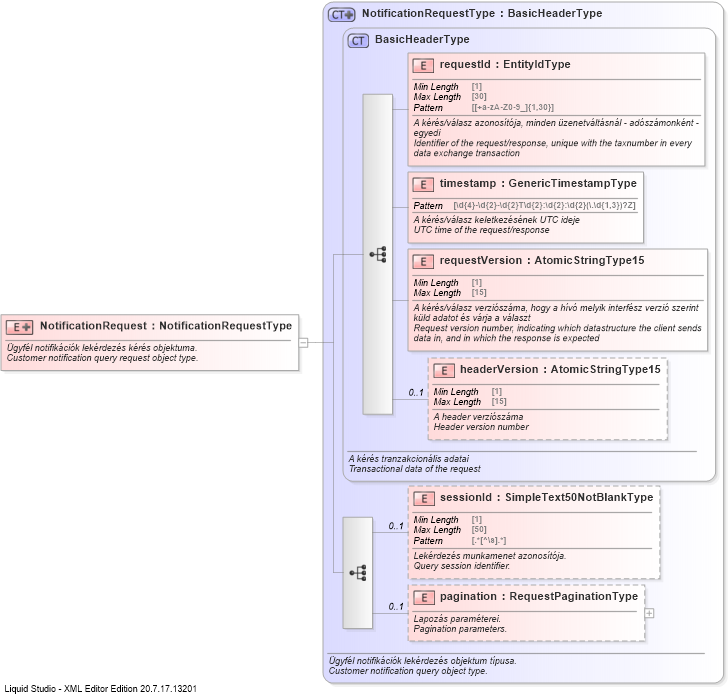 CT NotificationRequestType : BasicHeaderType
CT BasicHeaderType
E requestId : EntityIdType
Min Length [1]
Max Length [30]
Pattern [[+a-zA-Z0-9_]{1,30}]
A kérés/válasz azonosítója, minden üzenetváltásnál - adószámonként -
egyedi
Identifier of the request/response, unique with the taxnumber in every
data exchange transaction
E timestamp : GenericTimestampType
Pattern [\d{4}-\d{2}-\d{2}T\d{2}:\d{2}:\d{2}(\.\d{1,3})?Z]
A kérés/válasz keletkezésének UTC ideje
UTC time of the request/response
E requestVersion : AtomicStringType15
Min Length [1]
Max Length [15]
A kérés/válasz verziószáma, hogy a hívó melyik interfész verzió szerint
küld adatot és várja a választ
Request version number, indicating which datastructure the client sends
data in, and in which the response is expected
E NotificationRequest : NotificationRequestType
Ügyfél notifikációk lekérdezés kérés objektuma.
Customer notification query request object type.
0..1
E headerVersion : AtomicStringType15
Min Length [1]
Max Length [15]
A header verziószáma
Header version number
A kérés tranzakcionális adatai
Transactional data of the request
0..1
E sessionId : SimpleText50NotBlankType
Min Length [1]
Max Length [50]
Pattern [.*[^\s].*]
Lekérdezés munkamenet azonosítója.
Query session identifier.
0..1
E pagination : RequestPaginationType
Lapozás paraméterei.
Pagination parameters.
Ügyfél notifikációk lekérdezés objektum típusa.
Customer notification query object type.
Liquid Studio - XML Editor Edition 20.7.17.13201